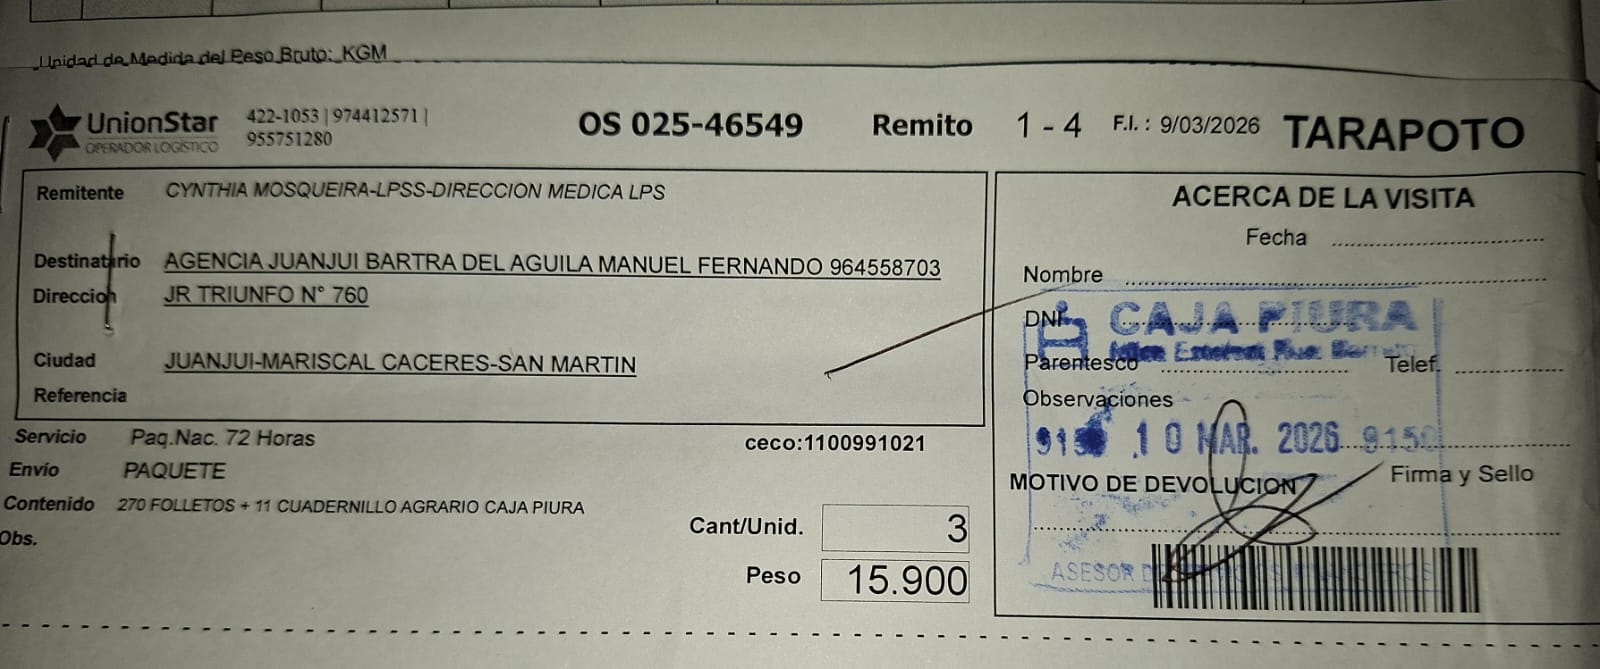 Unidad de Medida del Peso Bruto: KGM
UnionStar
OPERADOR LOGÍSTICO
422-1053 | 974412571 |
955751280
OS 025-46549 Remito 1 - 4 F.I. : 9/03/2026 TARAPOTO
Remitente CYNTHIA MOSQUEIRA-LPSS-DIRECCION MEDICA LPS
Destinatario AGENCIA JUANJUI BARTRA DEL AGUILA MANUEL FERNANDO 964558703
Direccion JR TRIUNFO N° 760
Ciudad JUANJUI-MARISCAL CACERES-SAN MARTIN
Referencia
Servicio Paq.Nac. 72 Horas
ceco:1100991021
Envío PAQUETE
Contenido 270 FOLLETOS + 11 CUADERNILLO AGRARIO CAJA PIURA
Obs.
Cant/Unid. 3
Peso 15.900
ACERCA DE LA VISITA
Fecha
Nombre
DNI
CAJA PIURA
Parentesco Telef.
Observaciones
10 MAR. 2026 9150
MOTIVO DE DEVOLUCION Firma y Sello
ASESOR